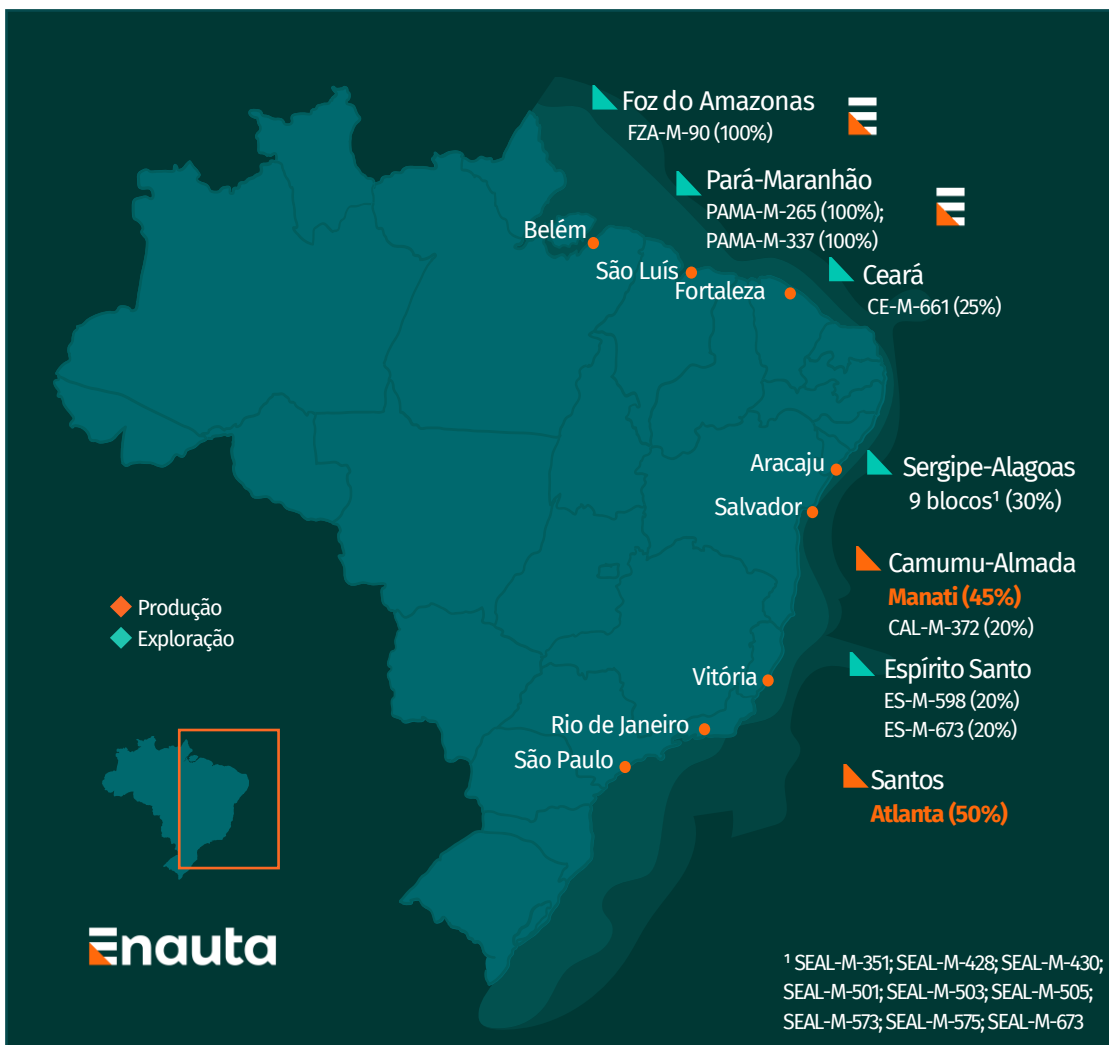 Foz do Amazonas
FZA-M-90 (100%)
Pará-Maranhão
PAMA-M-265 (100%);
PAMA-M-337 (100%)
Belém
São Luís
Fortaleza
Ceará
CE-M-661 (25%)
Aracaju
Salvador
Sergipe-Alagoas
9 blocos¹ (30%)
Camumu-Almada
Manati (45%)
CAL-M-372 (20%)
Produção
Exploração
Vitória
Rio de Janeiro
São Paulo
Espírito Santo
ES-M-598 (20%)
ES-M-673 (20%)
Santos
Atlanta (50%)
Enauta
¹ SEAL-M-351; SEAL-M-428; SEAL-M-430;
SEAL-M-501; SEAL-M-503; SEAL-M-505;
SEAL-M-573; SEAL-M-575; SEAL-M-673